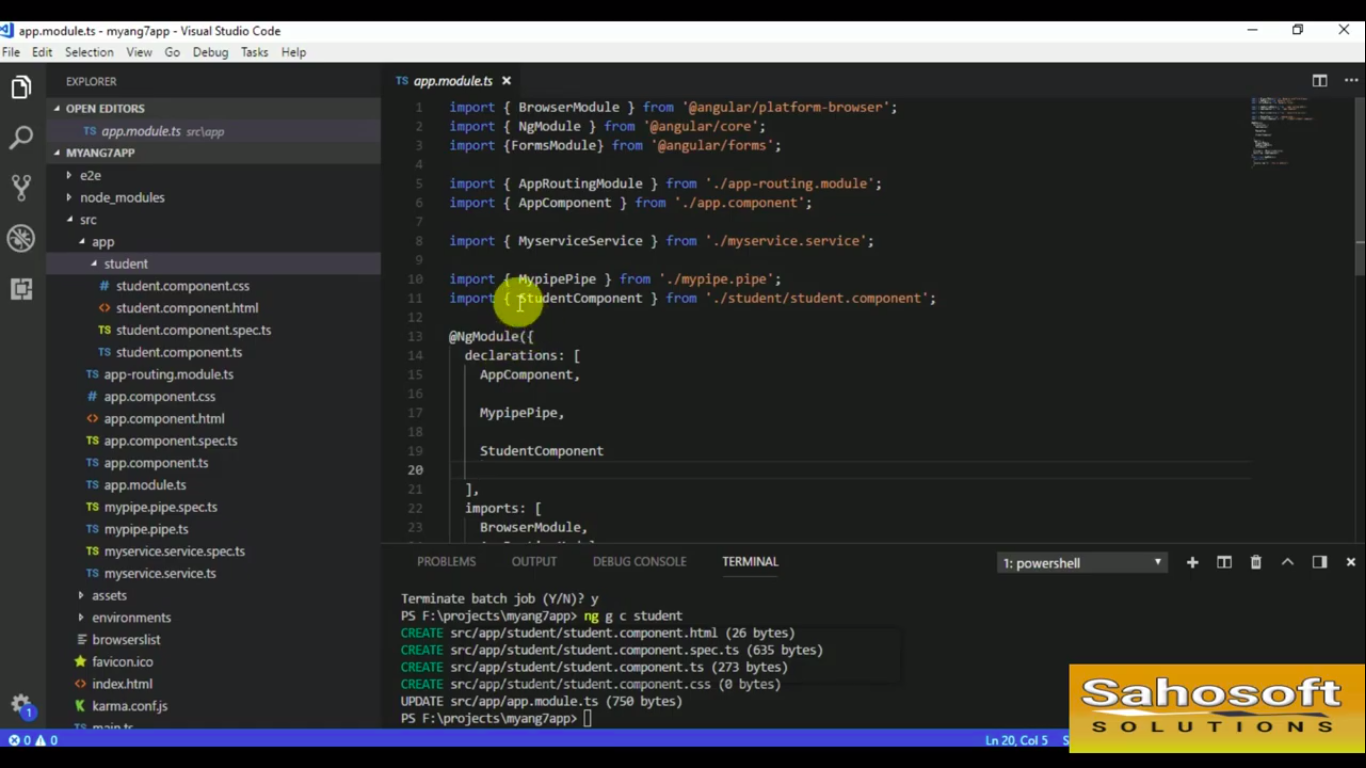 app.module.ts - myang7app - Visual Studio Code
File Edit Selection View Go Debug Tasks Help
EXPLORER
OPEN EDITORS
TS app.module.ts src\app
MYANG7APP
e2e
node_modules
src
app
student
# student.component.css
<> student.component.html
TS student.component.spec.ts
TS student.component.ts
TS app-routing.module.ts
# app.component.css
<> app.component.html
TS app.component.spec.ts
TS app.component.ts
TS app.module.ts
TS mypipe.pipe.spec.ts
TS mypipe.pipe.ts
TS myservice.service.spec.ts
TS myservice.service.ts
assets
environments
browserslist
favicon.ico
<> index.html
karma.conf.js
TS main.ts
1
0 0
TS app.module.ts
1 import { BrowserModule } from '@angular/platform-browser';
2 import { NgModule } from '@angular/core';
3 import {FormsModule} from '@angular/forms';
4
5 import { AppRoutingModule } from './app-routing.module';
6 import { AppComponent } from './app.component';
7
8 import { MyserviceService } from './myservice.service';
9
10 import { MypipePipe } from './mypipe.pipe';
11 import { StudentComponent } from './student/student.component';
12
13 @NgModule({
14 declarations: [
15 AppComponent,
16
17 MypipePipe,
18
19 StudentComponent
20
21 ],
22 imports: [
23 BrowserModule,
PROBLEMS OUTPUT DEBUG CONSOLE TERMINAL 1: powershell
Terminate batch job (Y/N)? y
PS F:\projects\myang7app> ng g c student
CREATE src/app/student/student.component.html (26 bytes)
CREATE src/app/student/student.component.spec.ts (635 bytes)
CREATE src/app/student/student.component.ts (273 bytes)
CREATE src/app/student/student.component.css (0 bytes)
UPDATE src/app/app.module.ts (750 bytes)
PS F:\projects\myang7app>
Ln 20, Col 5
Sahosoft
SOLUTIONS